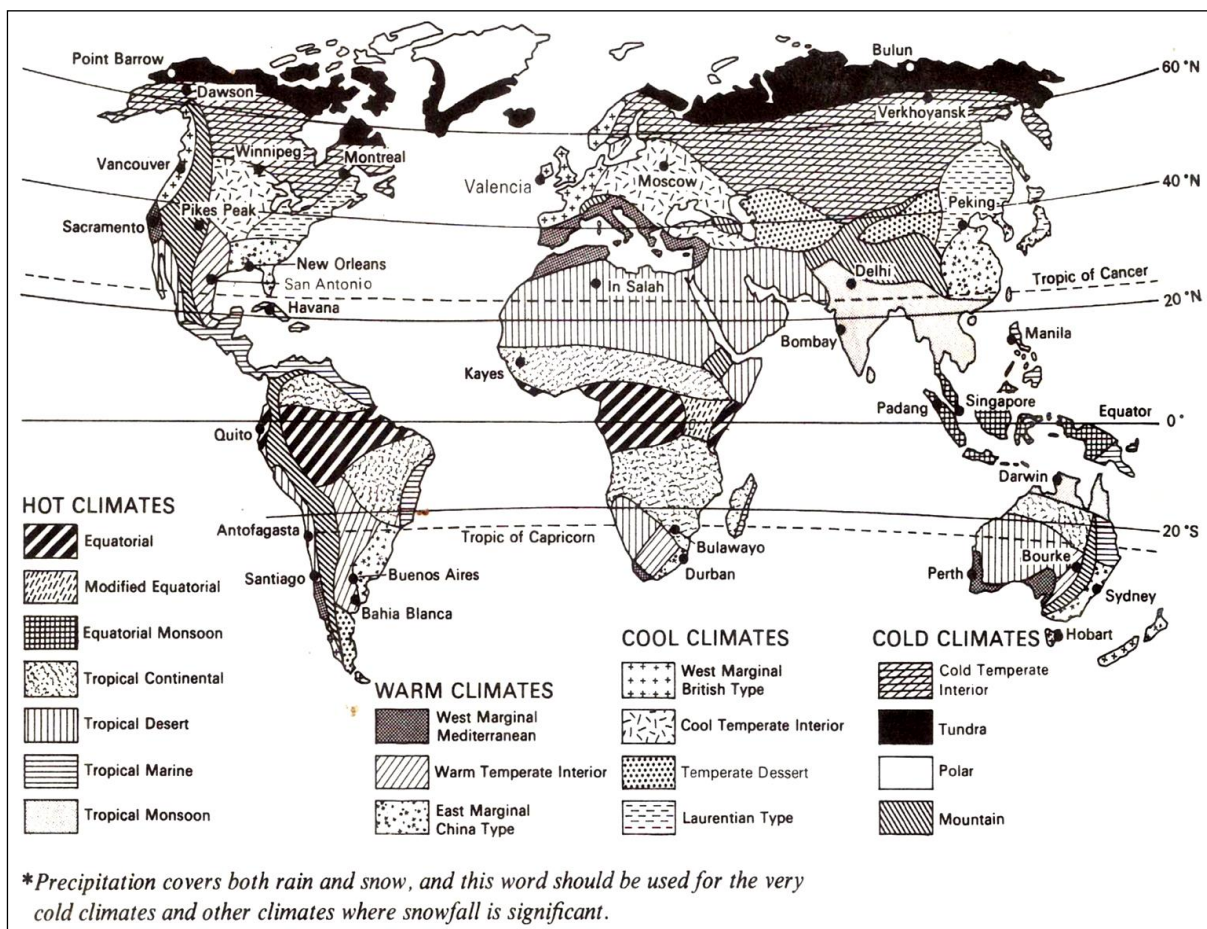 Point Barrow
Bulun
60°N
Dawson
Verkhoyansk
Vancouver
Winnipeg
Montreal
Valencia
Moscow
40°N
Pikes Peak
Peking
Sacramento
New Orleans
San Antonio
In Salah
Delhi
Tropic of Cancer
20°N
Havana
Bombay
Manila
Kayes
Singapore
Padang
Equator
0°
Quito
Darwin
HOT CLIMATES
Equatorial
Antofagasta
Tropic of Capricorn
Bulawayo
20°S
Bourke
Santiago
Buenos Aires
Durban
Perth
Sydney
Bahia Blanca
Hobart
Modified Equatorial
Equatorial Monsoon
Tropical Continental
Tropical Desert
Tropical Marine
Tropical Monsoon
WARM CLIMATES
West Marginal
Mediterranean
Warm Temperate Interior
East Marginal
China Type
COOL CLIMATES
West Marginal
British Type
Cool Temperate Interior
Temperate Dessert
Laurentian Type
COLD CLIMATES
Cold Temperate
Interior
Tundra
Polar
Mountain
*Precipitation covers both rain and snow, and this word should be used for the very
cold climates and other climates where snowfall is significant.